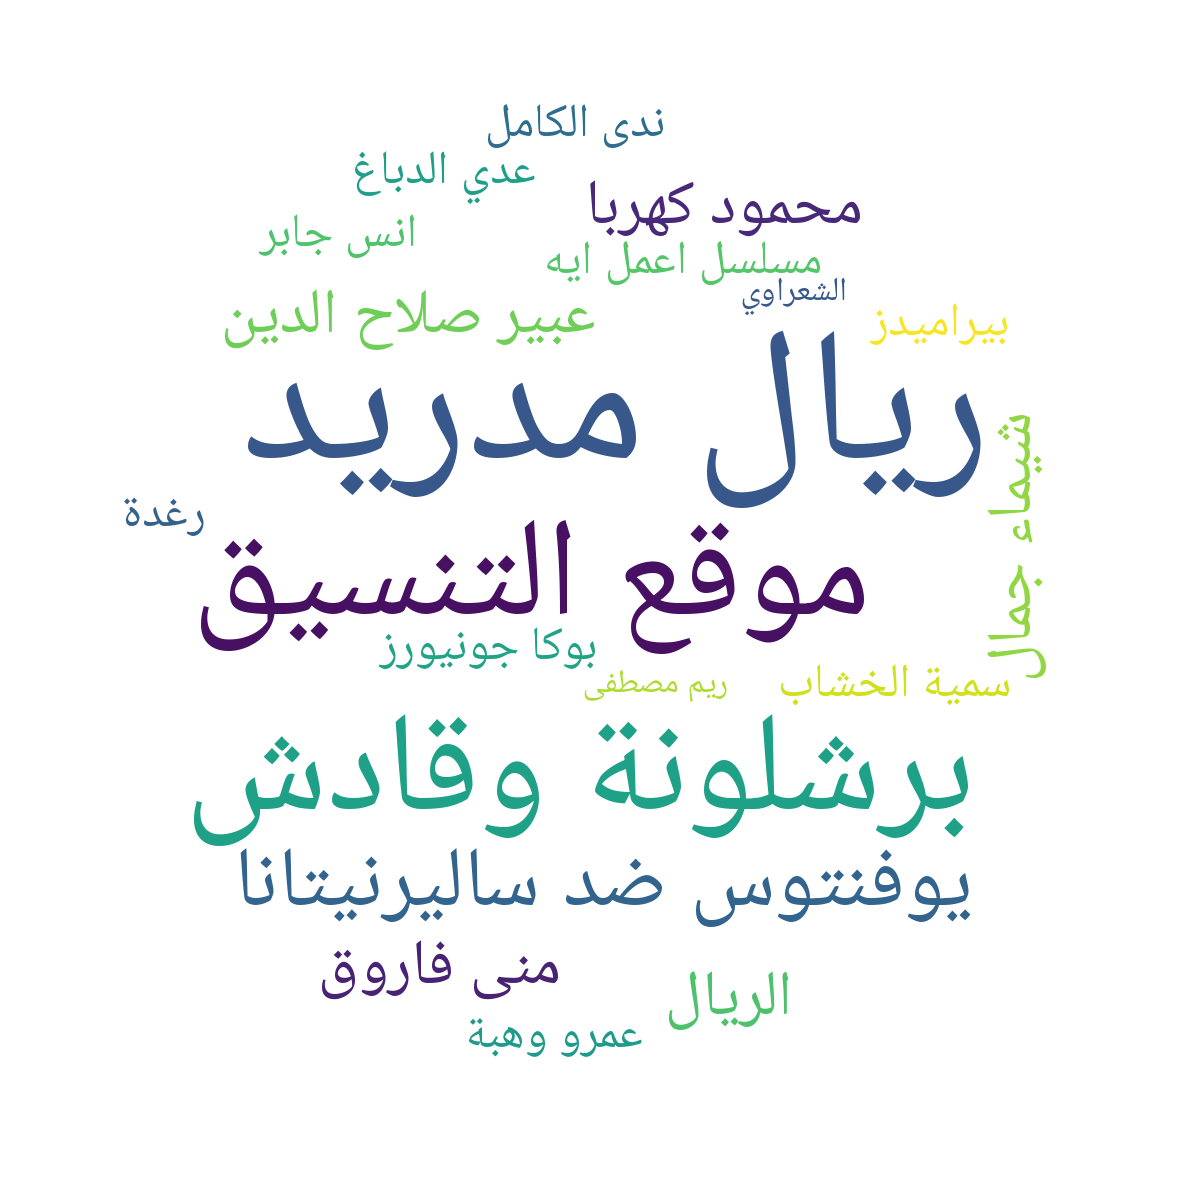 ندى الكامل
عدي الدباغ
محمود كهربا
انس جابر
مسلسل اعمل ايه
الشعراوي
عبير صلاح الدين
بيراميدز
ريال مدريد
شيماء جمال
رغدة
موقع التنسيق
بوكا جونيورز
سمية الخشاب
ريم مصطفى
برشلونة وقادش
يوفنتوس ضد ساليرنيتانا
منى فاروق
الريال
عمرو وهبة